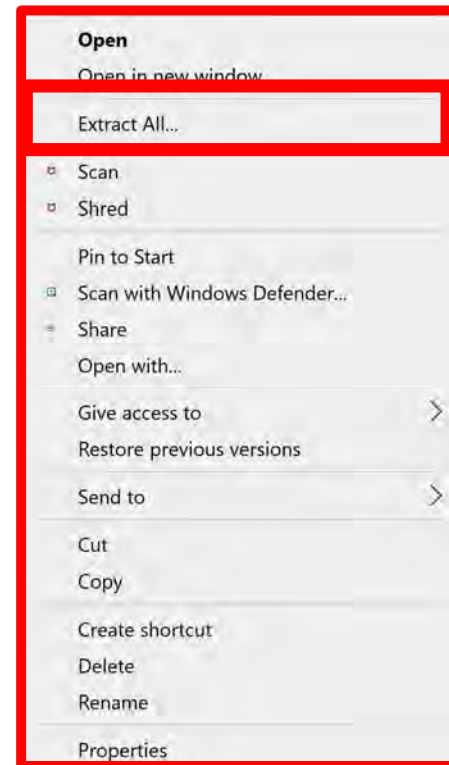 Open
Open in new window
Extract All...
Scan
Shred
Pin to Start
Scan with Windows Defender...
Share
Open with...
Give access to
Restore previous versions
Send to
Cut
Copy
Create shortcut
Delete
Rename
Properties